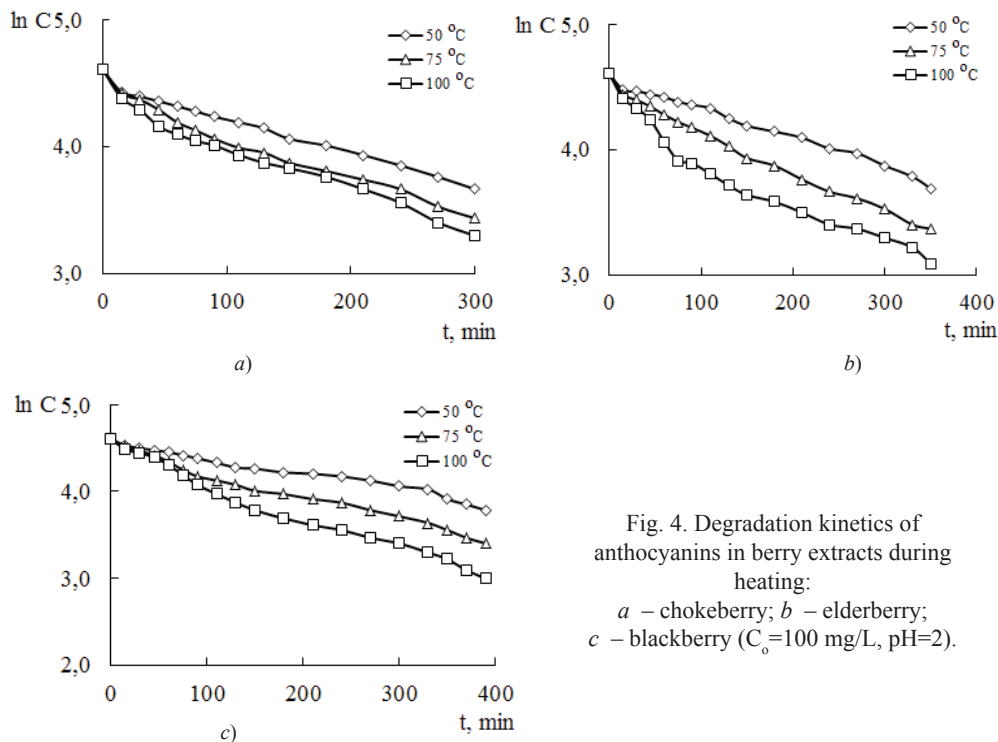 ln C 5,0
4,0
3,0
0
100
200
300
t, min
50 °C
75 °C
100 °C
a)
ln C 5,0
4,0
3,0
0
100
200
300
400
t, min
50 °C
75 °C
100 °C
b)
ln C 5,0
4,0
3,0
2,0
0
100
200
300
400
t, min
50 °C
75 °C
100 °C
c)
Fig. 4. Degradation kinetics of
anthocyanins in berry extracts during
heating:
a – chokeberry; b – elderberry;
c – blackberry (C₀=100 mg/L, pH=2).